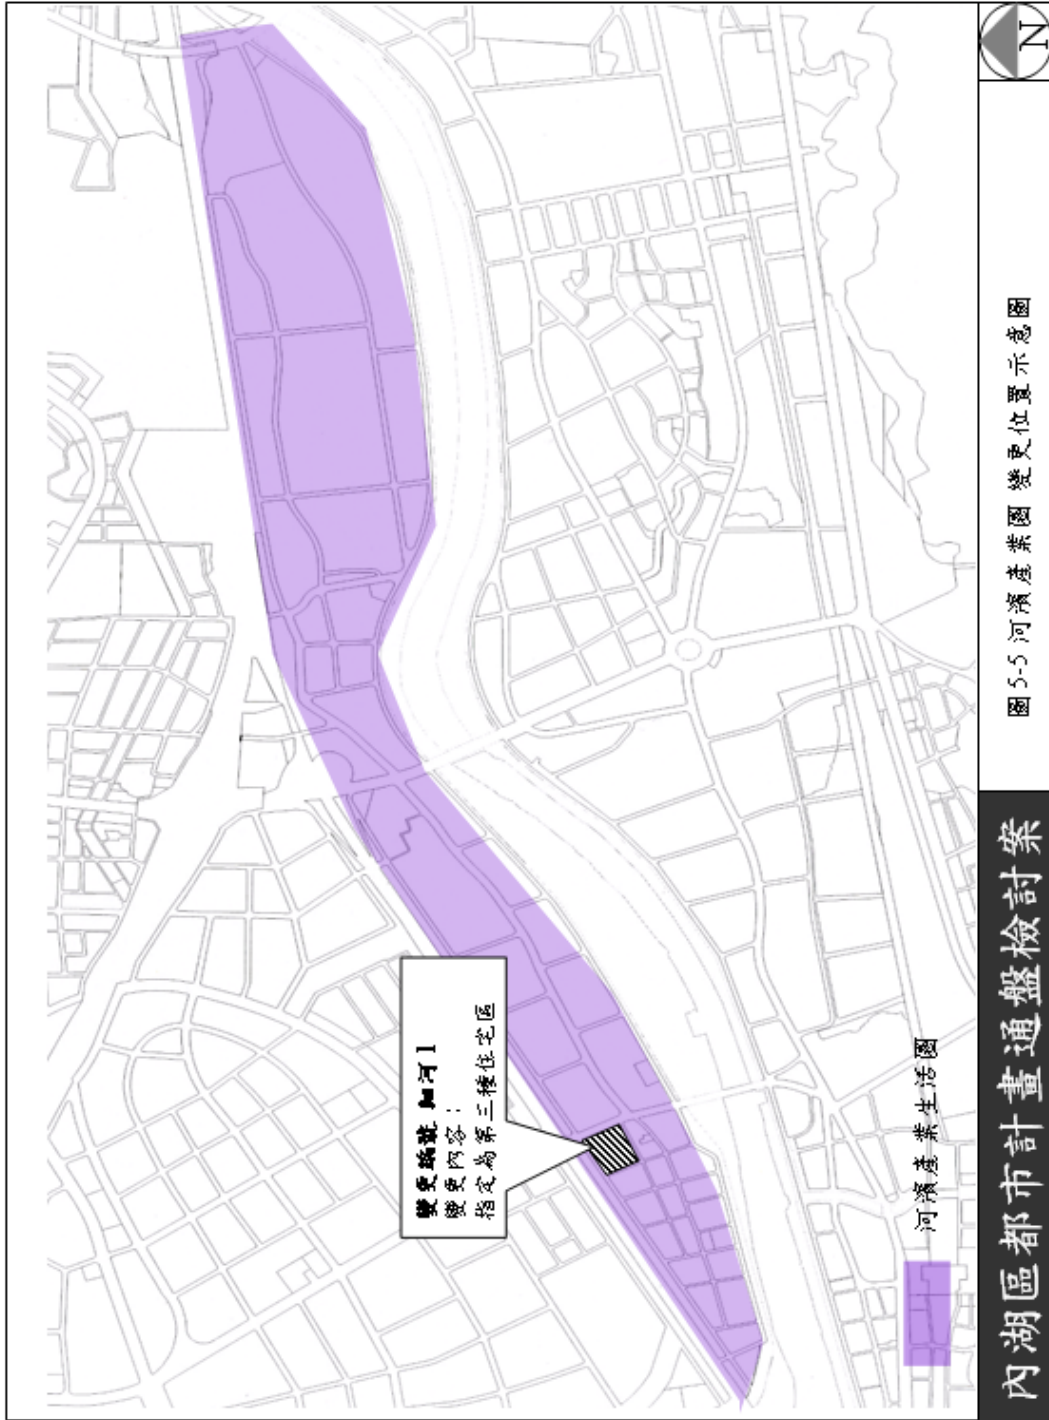 變更編號 細河1
變更內容：
指定為第三種住宅區
河濱產業生活圈
內湖區都市計畫通盤檢討案
圖5-5 河濱產業圈 變更位置示意圖
N